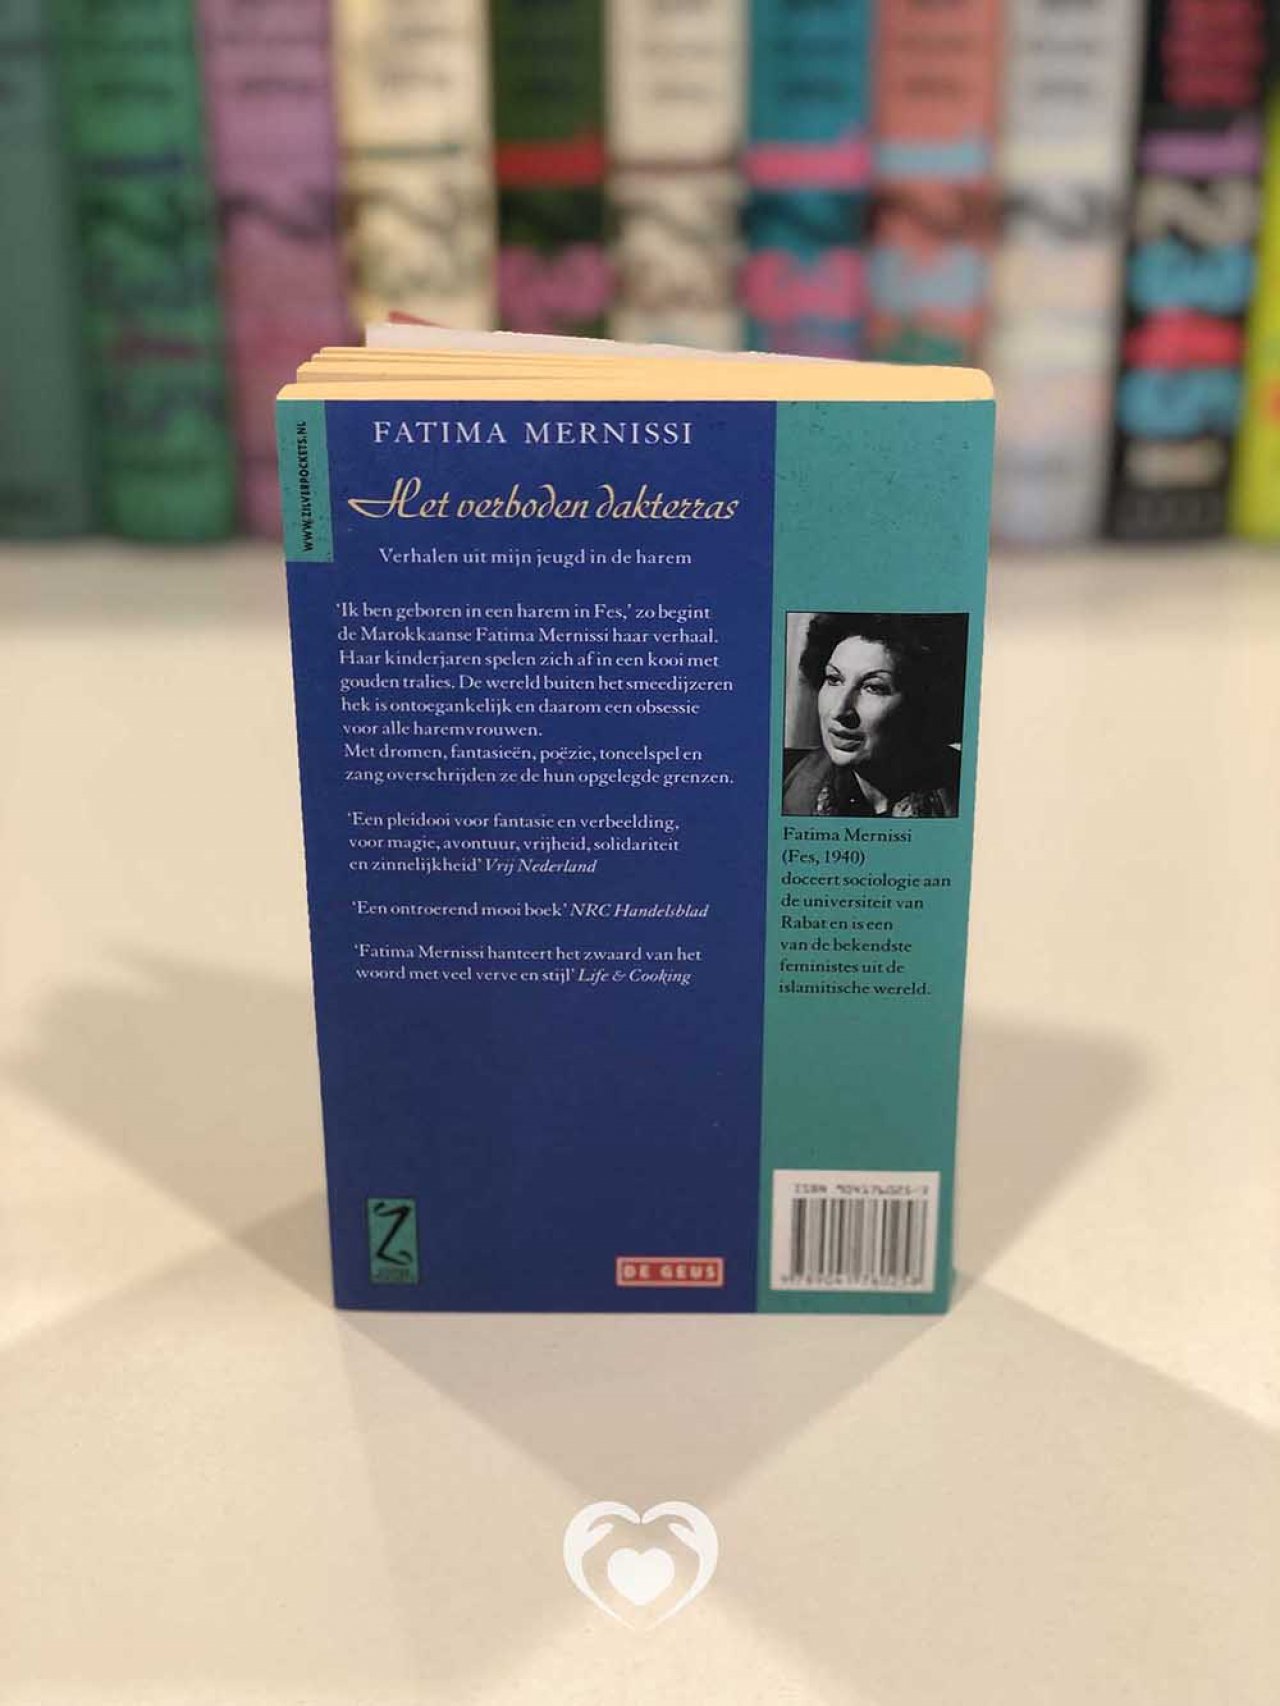 WWW.ZILVERPOCKETS.NL
FATIMA MERNISSI
Het verboden dakterras
Verhalen uit mijn jeugd in de harem
‘Ik ben geboren in een harem in Fes,’ zo begint
de Marokkaanse Fatima Mernissi haar verhaal.
Haar kinderjaren spelen zich af in een kooi met
gouden tralies. De wereld buiten het smeedijzeren
hek is ontoegankelijk en daarom een obsessie
voor alle haremvrouwen.
Met dromen, fantasieën, poëzie, toneelspel en
zang overschrijden ze de hun opgelegde grenzen.
‘Een pleidooi voor fantasie en verbeelding,
voor magie, avontuur, vrijheid, solidariteit
en zinnelijkheid’ Vrij Nederland
‘Een ontroerend mooi boek’ NRC Handelsblad
‘Fatima Mernissi hanteert het zwaard van het
woord met veel verve en stijl’ Life & Cooking
Fatima Mernissi
(Fes, 1940)
doceert sociologie aan
de universiteit van
Rabat en is een
van de bekendste
feministes uit de
islamitische wereld.
Z
DE GEUS
ISBN